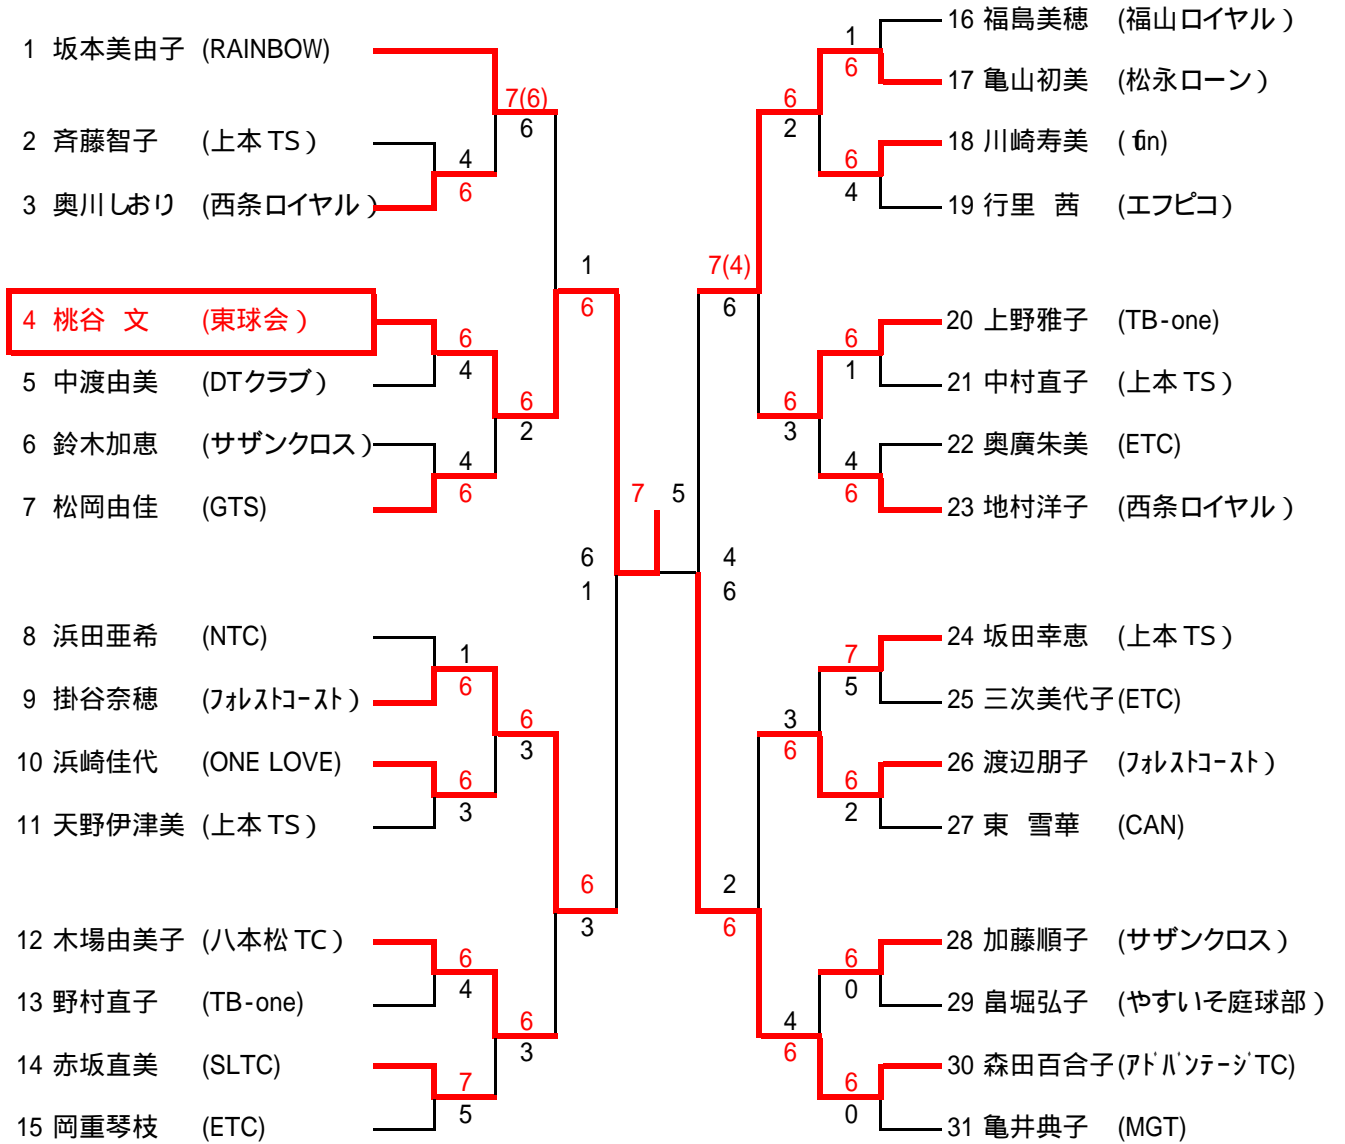 1 坂本美由子 (RAINBOW)
2 斉藤智子 (上本TS)
3 奥川しおり (西条ロイヤル)
4 桃谷 文 (東球会)
5 中渡由美 (DTクラブ)
6 鈴木加恵 (サザンクロス)
7 松岡由佳 (GTS)
8 浜田亜希 (NTC)
9 掛谷奈穂 (フォレストコースト)
10 浜崎佳代 (ONE LOVE)
11 天野伊津美 (上本TS)
12 木場由美子 (八本松TC)
13 野村直子 (TB-one)
14 赤坂直美 (SLTC)
15 岡重琴枝 (ETC)
4
6
6
4
4
6
1
6
6
3
6
4
7
5
7(6)
6
6
2
6
3
6
3
1
6
6
3
6
1
7 5
4
6
7(4)
6
2
6
6
2
6
3
3
6
4
6
1
6
6
4
6
1
4
6
7
5
6
2
6
0
6
0
16 福島美穂 (福山ロイヤル)
17 亀山初美 (松永ローン)
18 川崎寿美 (fin)
19 行里 茜 (エフピコ)
20 上野雅子 (TB-one)
21 中村直子 (上本TS)
22 奥廣朱美 (ETC)
23 地村洋子 (西条ロイヤル)
24 坂田幸恵 (上本TS)
25 三次美代子(ETC)
26 渡辺朋子 (フォレストコースト)
27 東 雪華 (CAN)
28 加藤順子 (サザンクロス)
29 畠堀弘子 (やすいそ庭球部)
30 森田百合子(アドバンテージTC)
31 亀井典子 (MGT)